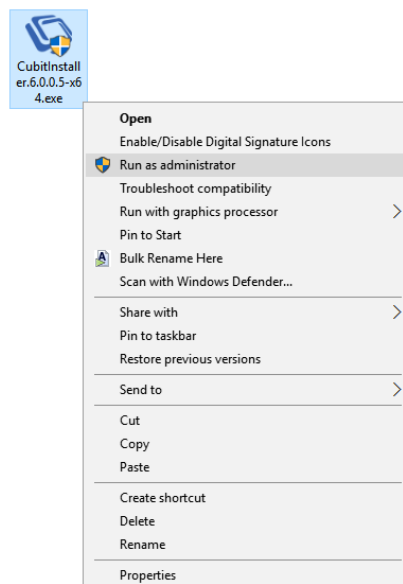 CubitInstall
er.6.0.0.5-x6
4.exe
Open
Enable/Disable Digital Signature Icons
Run as administrator
Troubleshoot compatibility
Run with graphics processor
Pin to Start
Bulk Rename Here
Scan with Windows Defender...
Share with
Pin to taskbar
Restore previous versions
Send to
Cut
Copy
Paste
Create shortcut
Delete
Rename
Properties